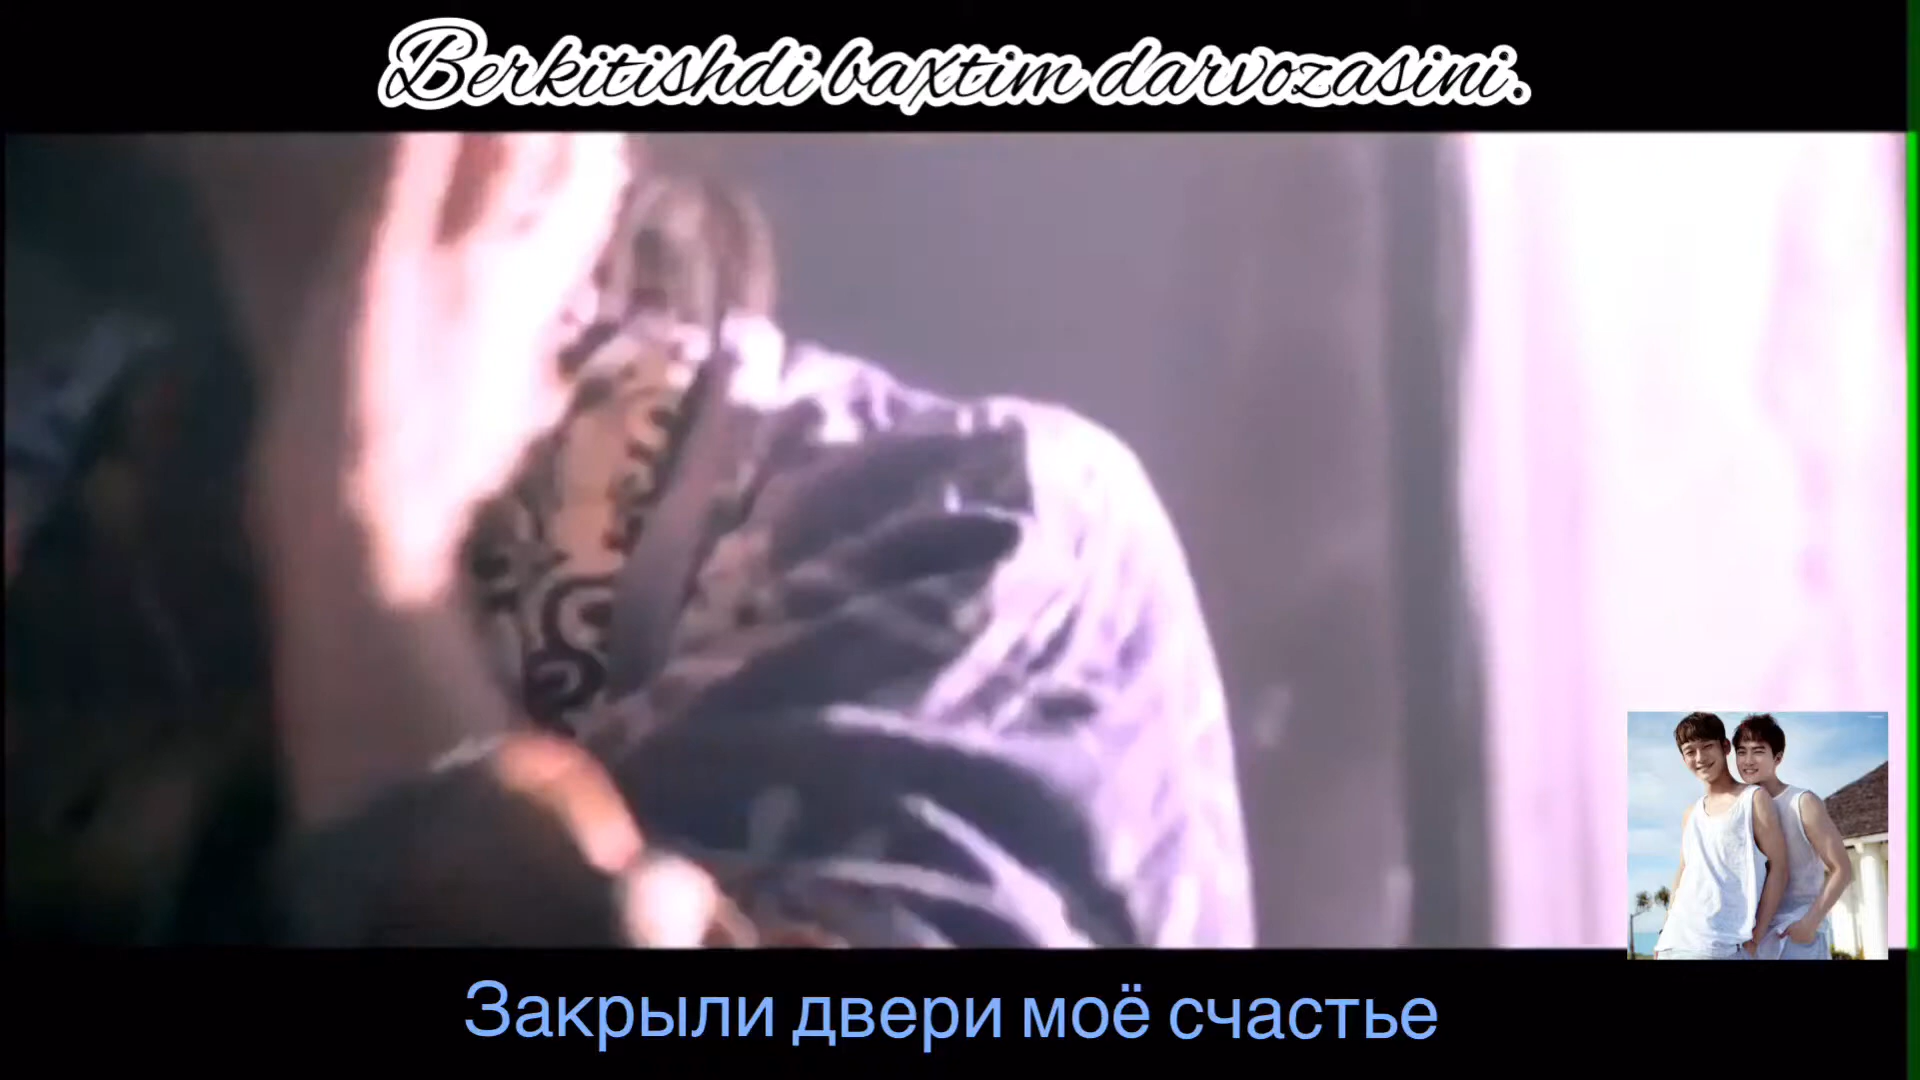 Berkitishdi baxtim darvozasini.
Закрыли двери моё счастье